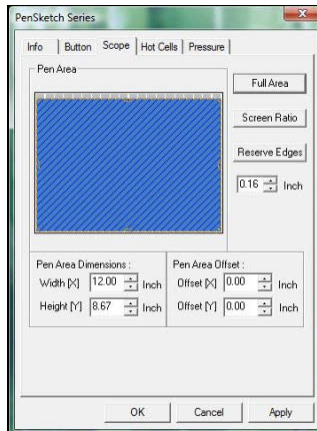 PenSketch Series
Info Button Scope Hot Cells Pressure
Pen Area
Full Area
Screen Ratio
Reserve Edges
0.16 Inch
Pen Area Dimensions :
Width [X] 12.00 Inch
Height [Y] 8.67 Inch
Pen Area Offset :
Offset [X] 0.00 Inch
Offset [Y] 0.00 Inch
OK Cancel Apply